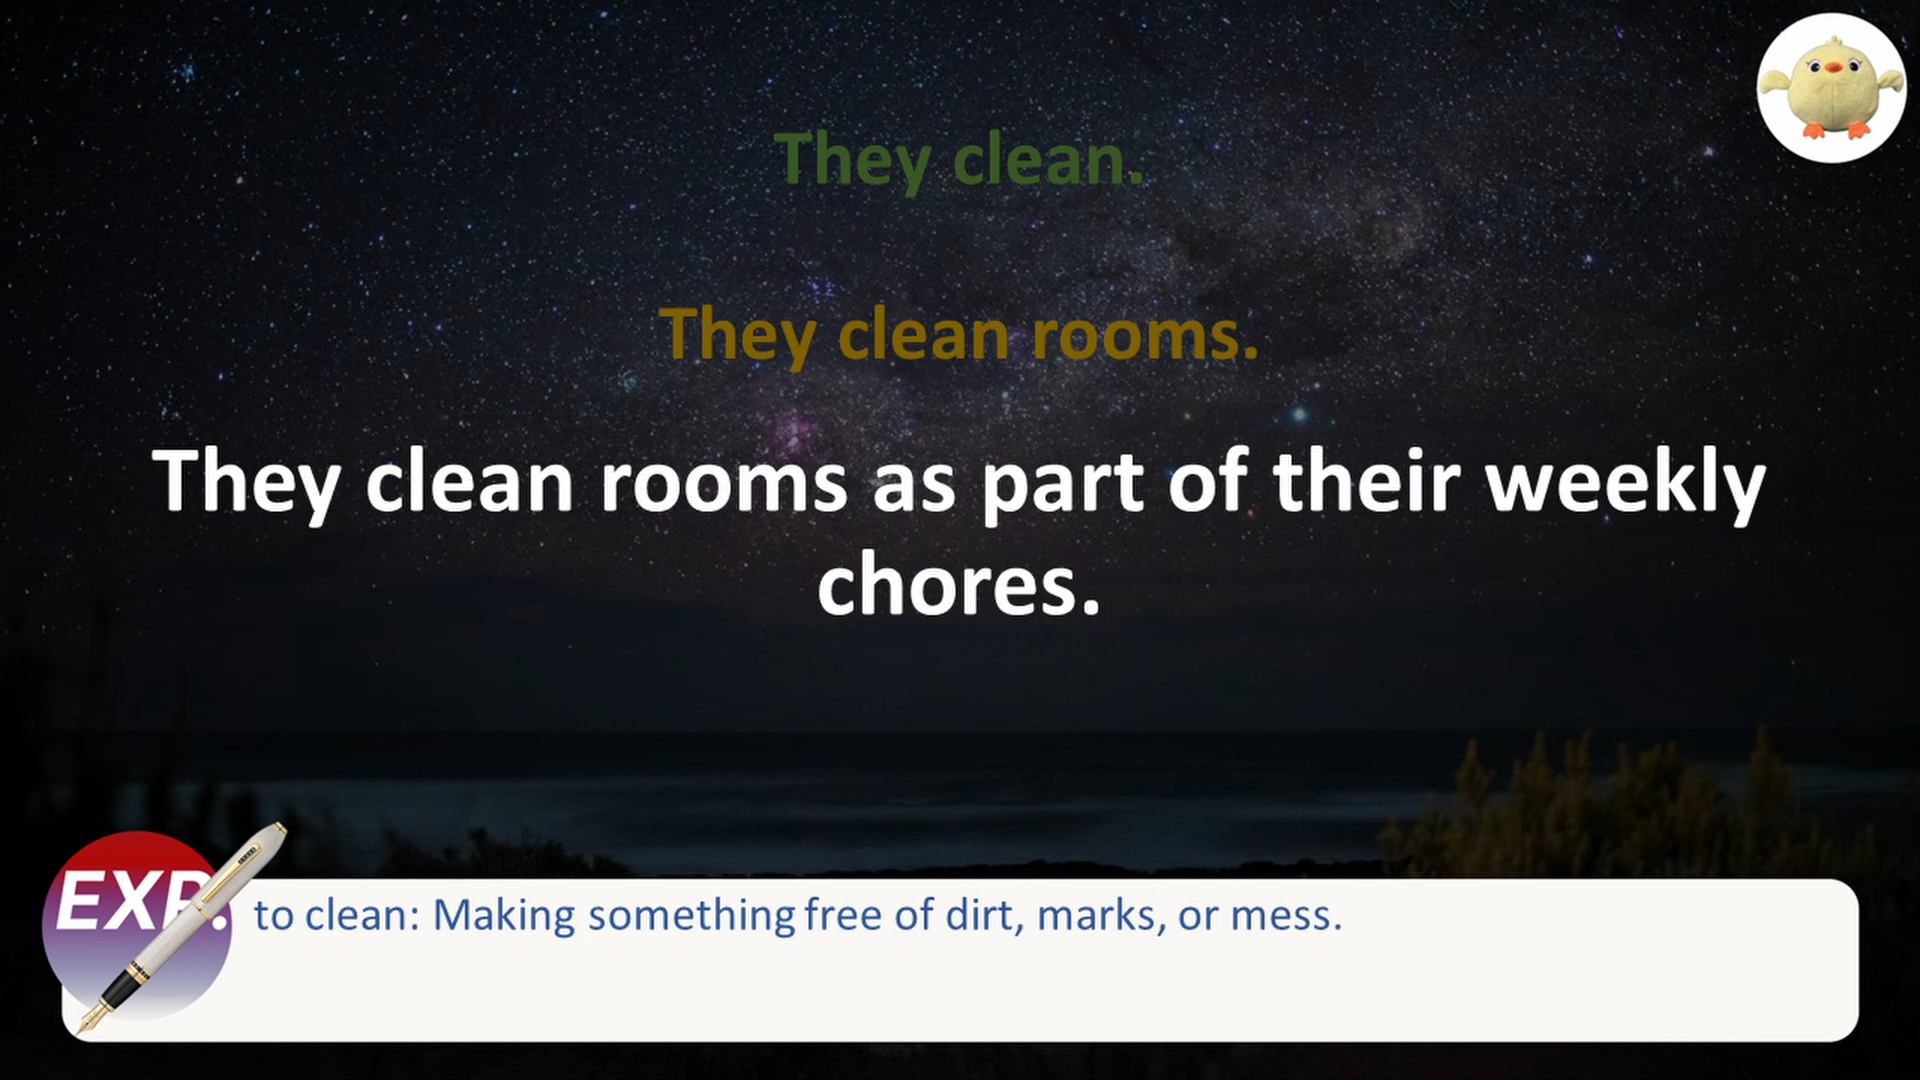 They clean.
They clean rooms.
They clean rooms as part of their weekly
chores.
EXP.
to clean: Making something free of dirt, marks, or mess.